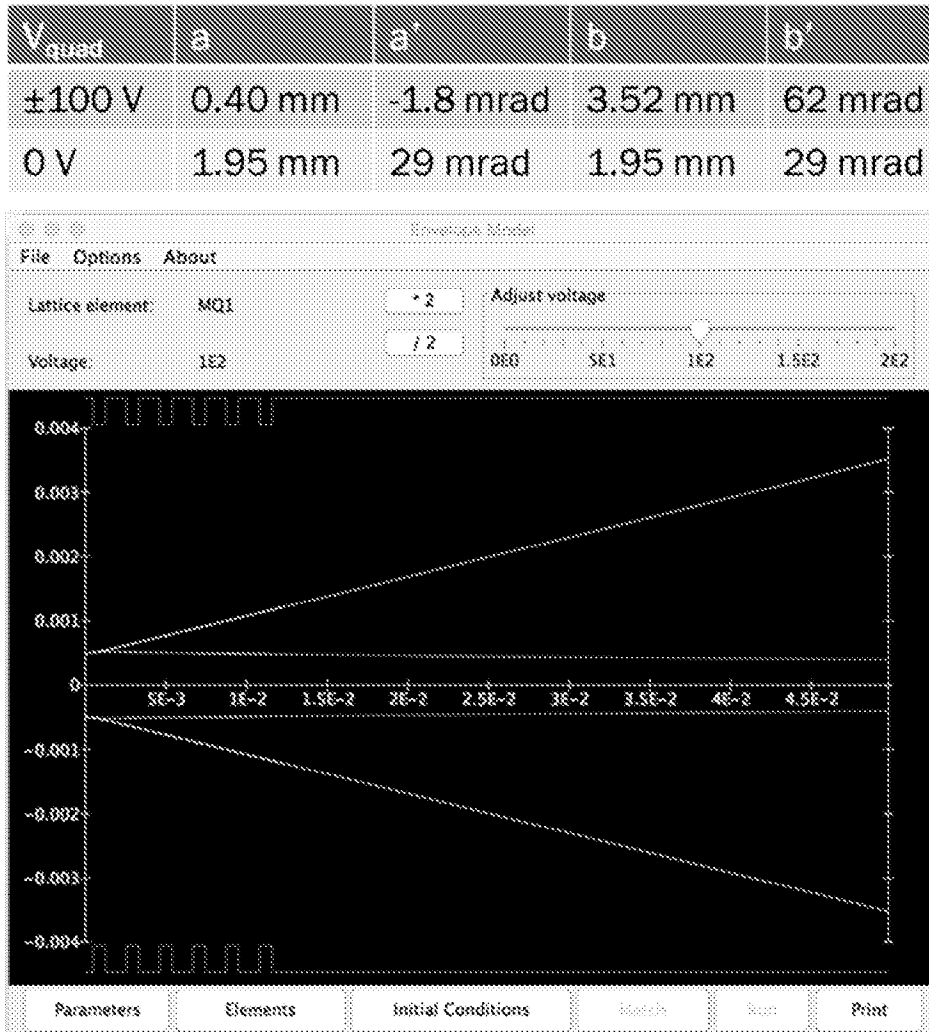 Vquad a a' b b'
±100 V 0.40 mm -1.8 mrad 3.52 mm 62 mrad
0 V 1.95 mm 29 mrad 1.95 mm 29 mrad
Envelope Model
File Options About
Lattice element: MQ1 * 2 Adjust voltage
Voltage: 1E2 / 2 0E0 5E1 1E2 1.5E2 2E2
0.004
0.003
0.002
0.001
0
5E-3 1E-2 1.5E-2 2E-2 2.5E-2 3E-2 3.5E-2 4E-2 4.5E-2
-0.001
-0.002
-0.003
-0.004
Parameters Elements Initial Conditions Match Run Print